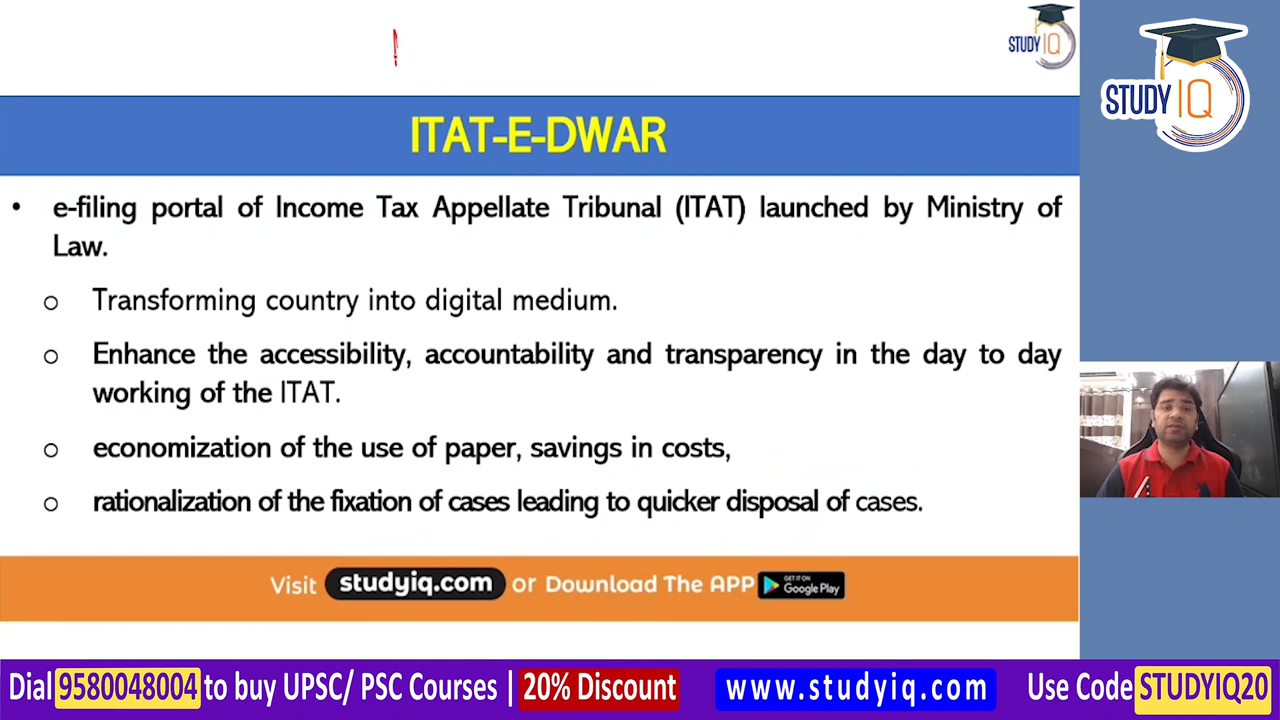 STUDY IQ
STUDY IQ
ITAT-E-DWAR
• e-filing portal of Income Tax Appellate Tribunal (ITAT) launched by Ministry of
Law.
o Transforming country into digital medium.
o Enhance the accessibility, accountability and transparency in the day to day
working of the ITAT.
o economization of the use of paper, savings in costs,
o rationalization of the fixation of cases leading to quicker disposal of cases.
Visit studyiq.com or Download The APP GET IT ON Google Play
Dial 9580048004 to buy UPSC/ PSC Courses | 20% Discount www.studyiq.com Use Code STUDYIQ20